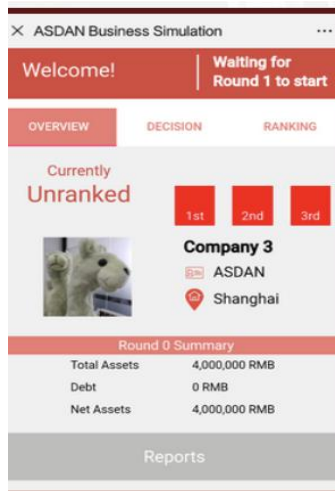 × ASDAN Business Simulation ...
Welcome!
Waiting for
Round 1 to start
OVERVIEW DECISION RANKING
Currently
Unranked
1st 2nd 3rd
Company 3
ASDAN
Shanghai
Round 0 Summary
Total Assets 4,000,000 RMB
Debt 0 RMB
Net Assets 4,000,000 RMB
Reports